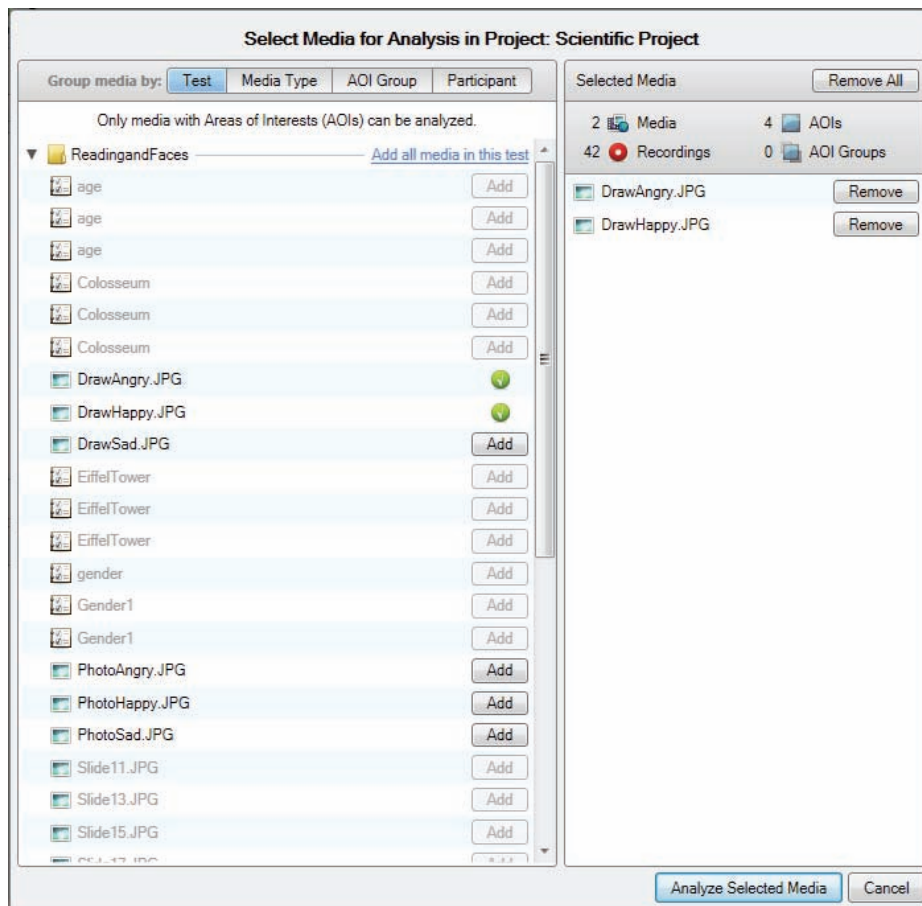 Select Media for Analysis in Project: Scientific Project
Group media by: Test Media Type AOI Group Participant
Only media with Areas of Interests (AOIs) can be analyzed.
ReadingandFaces Add all media in this test
age Add
age Add
age Add
Colosseum Add
Colosseum Add
Colosseum Add
DrawAngry.JPG
DrawHappy.JPG
DrawSad.JPG Add
EiffelTower Add
EiffelTower Add
EiffelTower Add
gender Add
Gender1 Add
Gender1 Add
PhotoAngry.JPG Add
PhotoHappy.JPG Add
PhotoSad.JPG Add
Slide11.JPG Add
Slide13.JPG Add
Slide15.JPG Add
Slide17.JPG Add
Selected Media Remove All
2 Media 4 AOIs
42 Recordings 0 AOI Groups
DrawAngry.JPG Remove
DrawHappy.JPG Remove
Analyze Selected Media Cancel